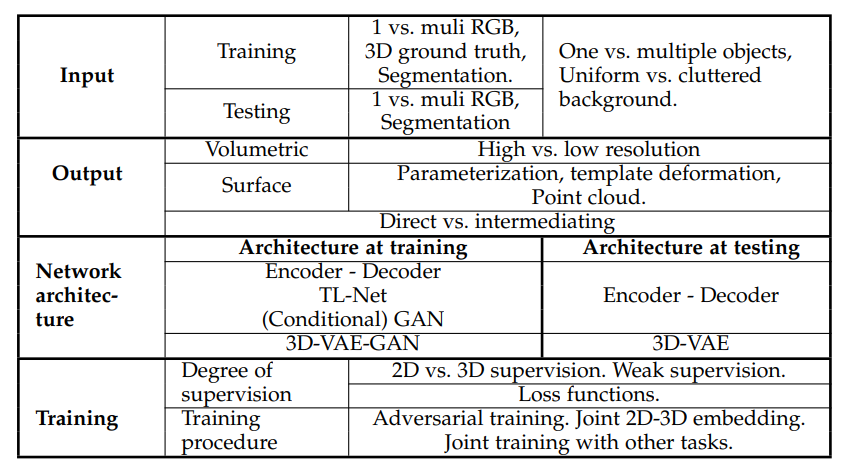 Input
Training
1 vs. muli RGB,
3D ground truth,
Segmentation.
One vs. multiple objects,
Uniform vs. cluttered
background.
Testing
1 vs. muli RGB,
Segmentation
Output
Volumetric
High vs. low resolution
Surface
Parameterization, template deformation,
Point cloud.
Direct vs. intermediating
Network
architec-
ture
Architecture at training
Architecture at testing
Encoder - Decoder
TL-Net
(Conditional) GAN
Encoder - Decoder
3D-VAE-GAN
3D-VAE
Training
Degree of
supervision
2D vs. 3D supervision. Weak supervision.
Loss functions.
Training
procedure
Adversarial training. Joint 2D-3D embedding.
Joint training with other tasks.